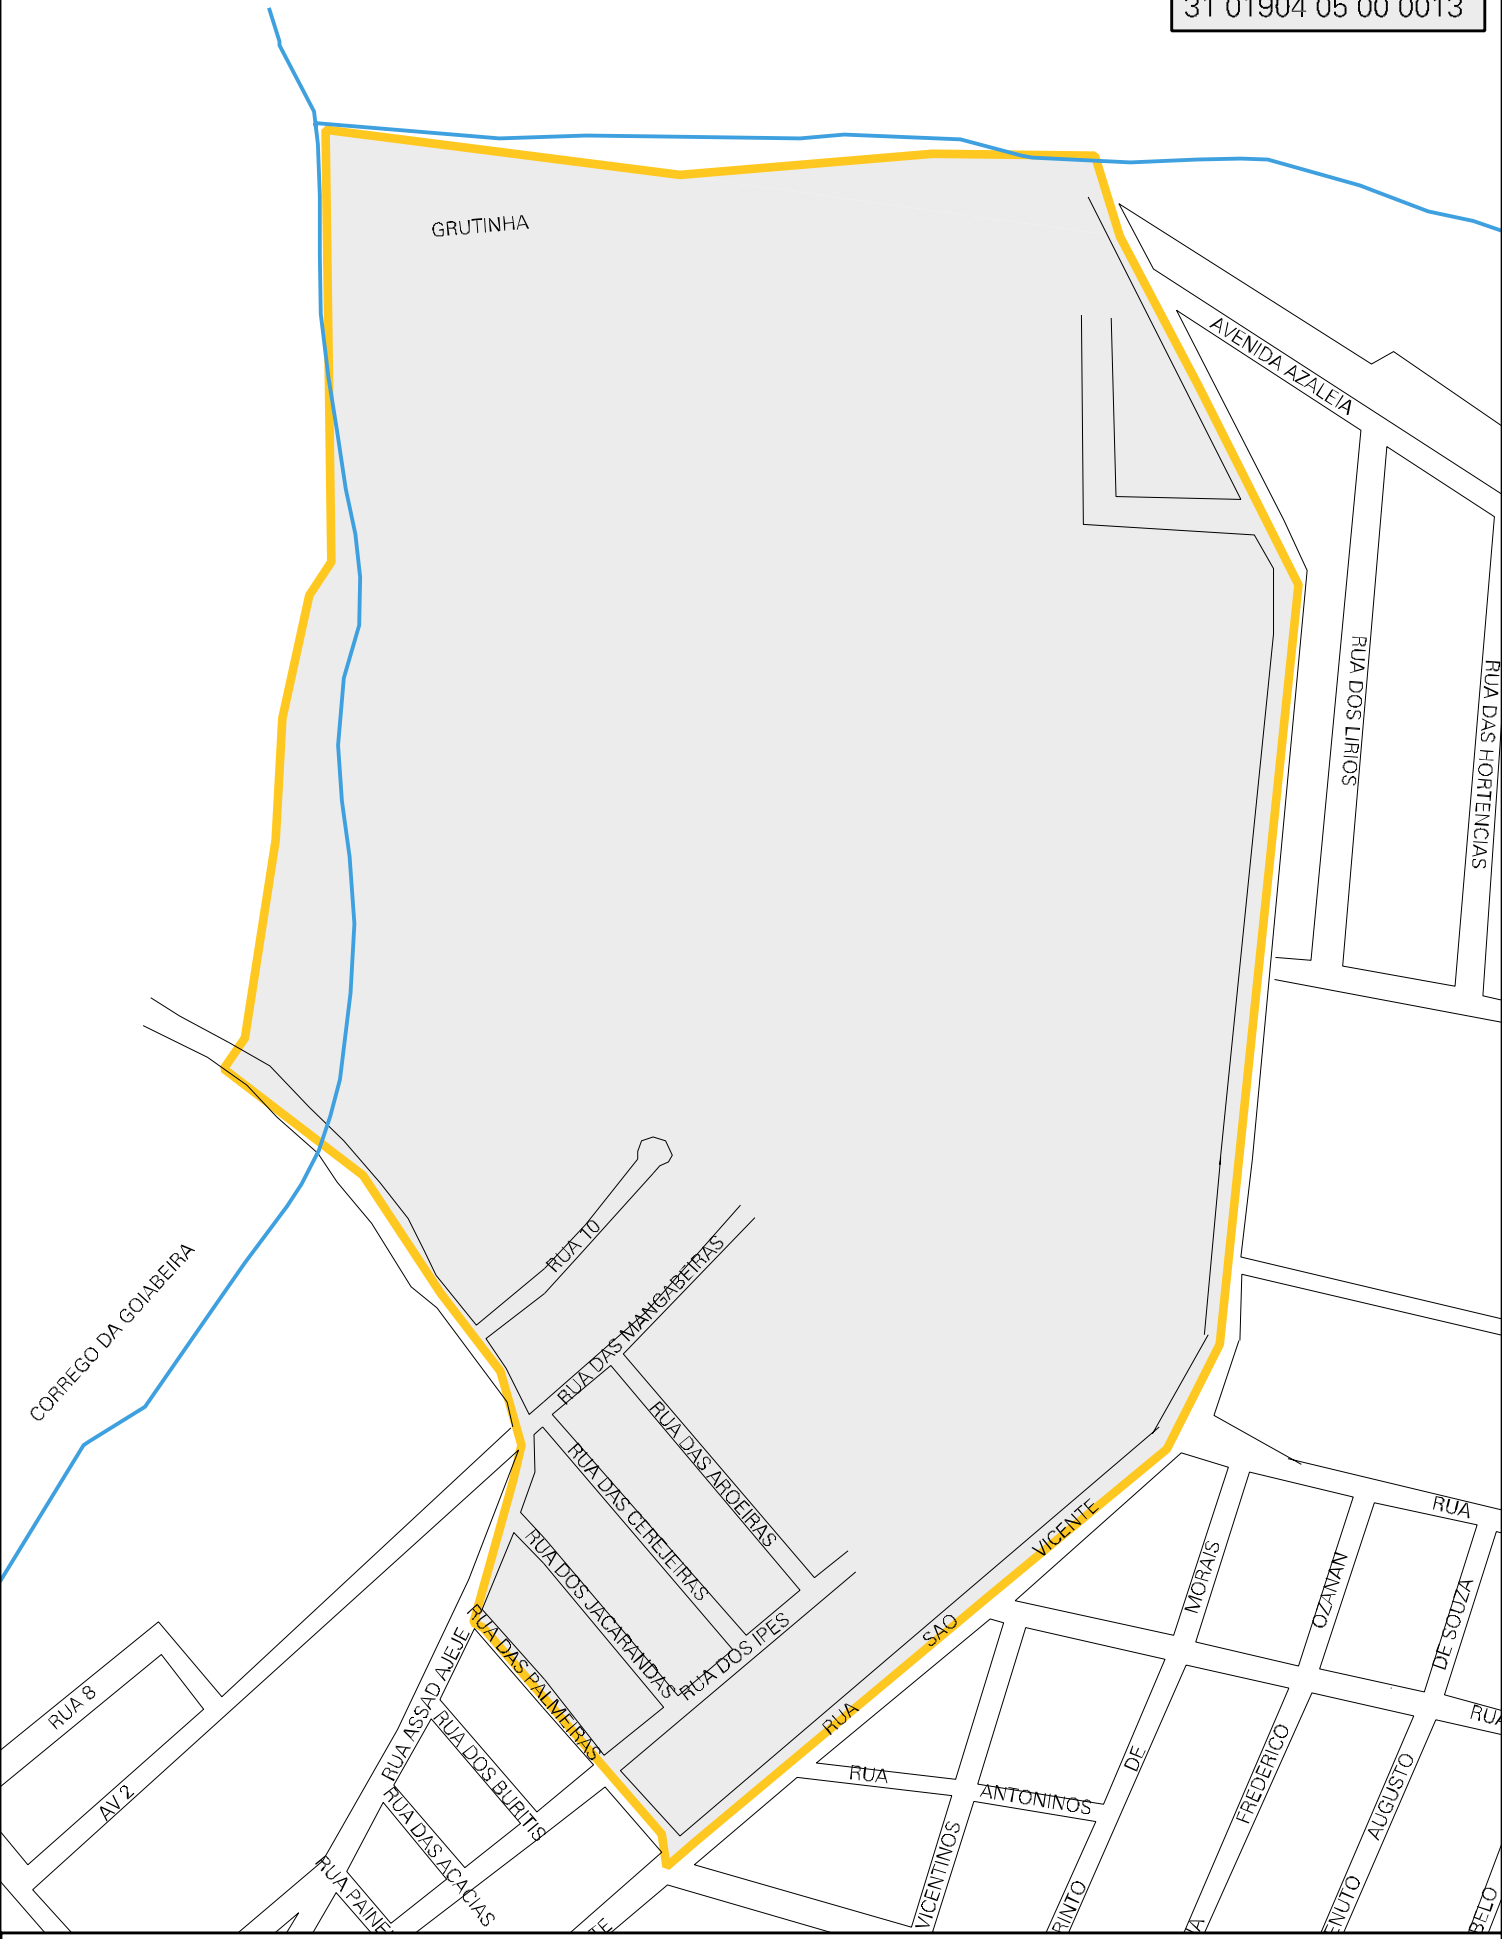 31 01904 05 00 0013
GRUTINHA
AVENIDA AZALEIA
RUA DOS LIRIOS
RUA DAS HORTENCIAS
CORREGO DA GOIABEIRA
RUA 10
RUA DAS MANGABEIRAS
RUA DAS AROEIRAS
RUA DAS CEREJEIRAS
RUA DOS JACARANDAS
RUA DOS IPES
RUA DAS PALMEIRAS
RUA SAO VICENTE
RUA ASSAD AJEJE
RUA DOS BURITIS
RUA DAS ACACIAS
RUA PAINE
RUA 8
AV 2
RUA
MORAIS
OZANAN
DE SOUZA
RUA
RUA
ANTONINOS
DE
FREDERICO
AUGUSTO
VICENTINOS
RINTO
TA
ENUTO
BELO
TE